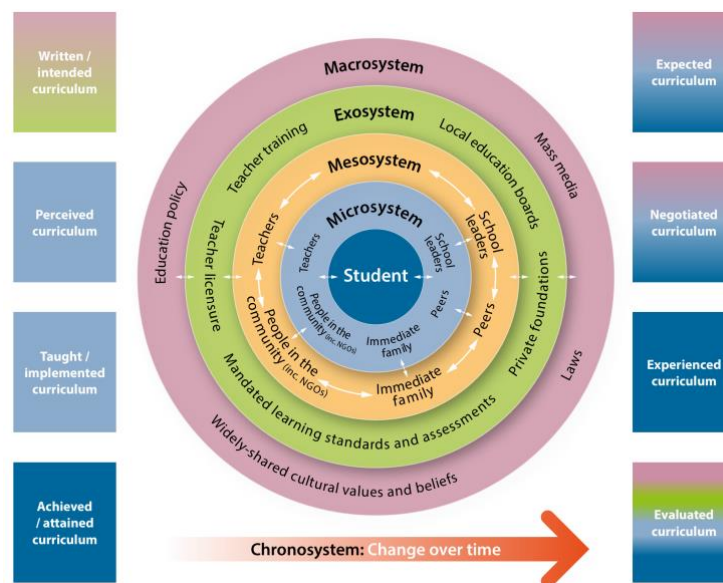 Written /
intended
curriculum
Perceived
curriculum
Taught /
implemented
curriculum
Achieved
/ attained
curriculum
Macrosystem
Education policy
Mass media
Laws
Widely-shared cultural values and beliefs
Exosystem
Teacher training
Local education boards
Teacher licensure
Private foundations
Mandated learning standards and assessments
Mesosystem
Teachers
School
leaders
Peers
People in the
community (inc. NGOs)
Immediate
family
Microsystem
Teachers
School
leaders
Peers
People in the
community (inc. NGOs)
Immediate
family
Student
Chronosystem: Change over time
Expected
curriculum
Negotiated
curriculum
Experienced
curriculum
Evaluated
curriculum